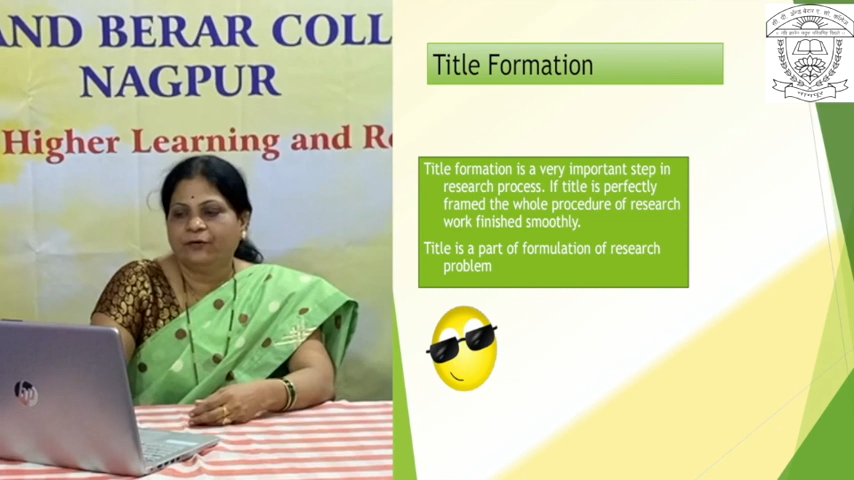 AND BERAR COLL
NAGPUR
Higher Learning and Re
Title Formation
Title formation is a very important step in
research process. If title is perfectly
framed the whole procedure of research
work finished smoothly.
Title is a part of formulation of research
problem
hp
नागपुर